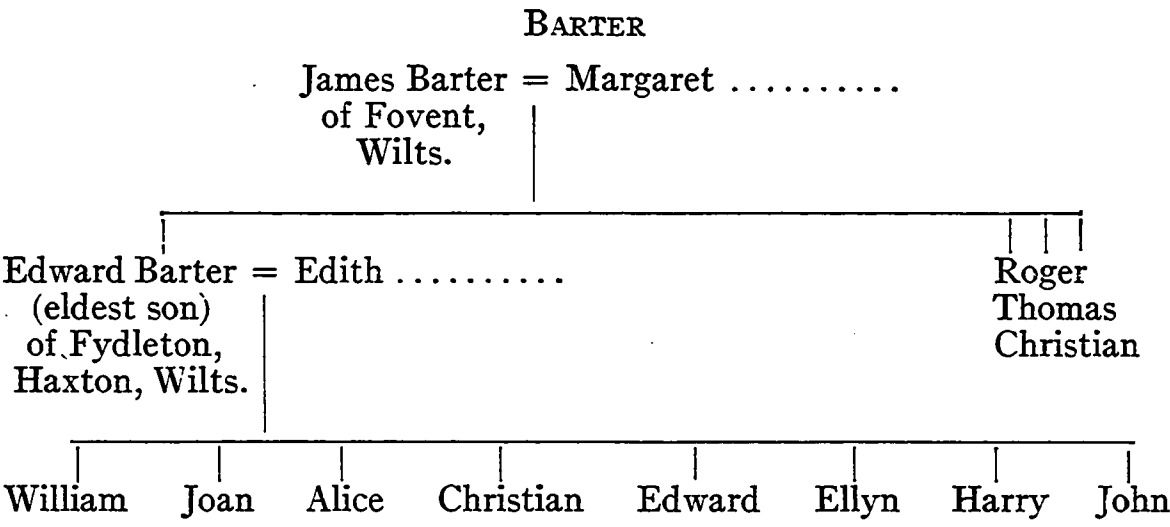 BARTER
James Barter = Margaret ..........
of Fovent,
Wilts.
Edward Barter = Edith ..........
(eldest son)
of Fydleton,
Haxton, Wilts.
Roger
Thomas
Christian
William Joan Alice Christian Edward Ellyn Harry John